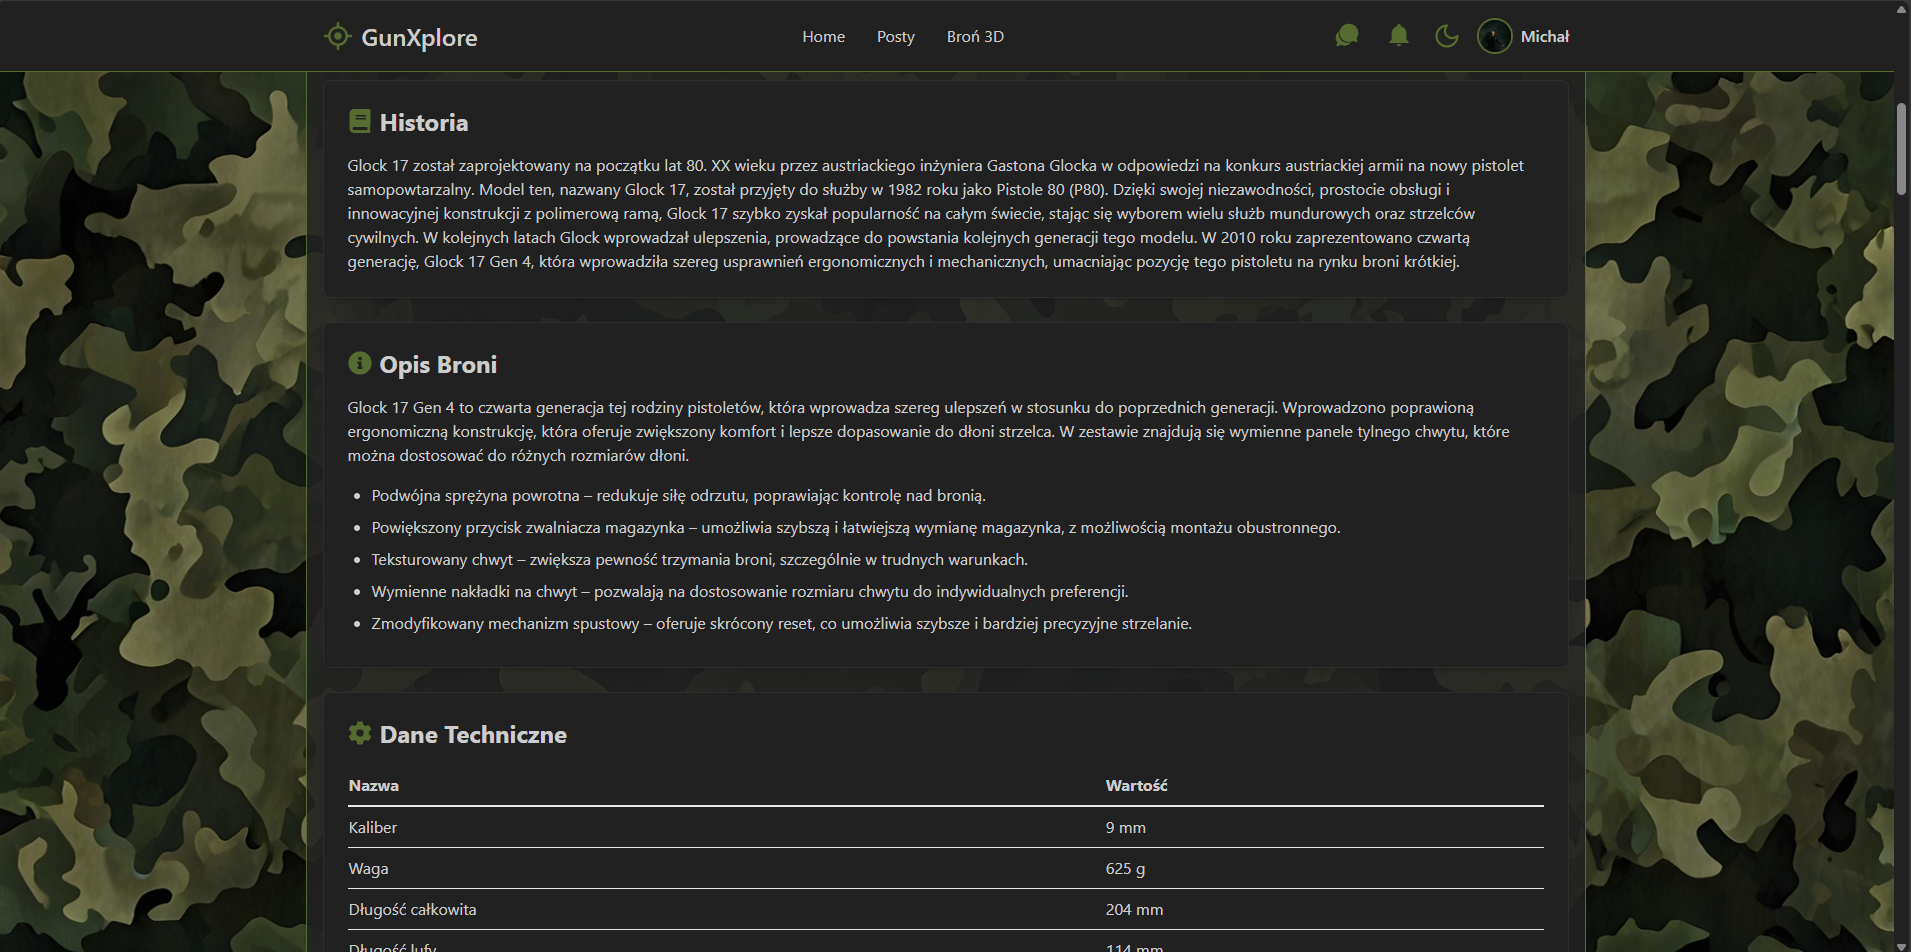 GunXplore
Home
Posty
Broń 3D
Michał
Historia
Glock 17 został zaprojektowany na początku lat 80. XX wieku przez austriackiego inżyniera Gastona Glocka w odpowiedzi na konkurs austriackiej armii na nowy pistolet
samopowtarzalny. Model ten, nazwany Glock 17, został przyjęty do służby w 1982 roku jako Pistole 80 (P80). Dzięki swojej niezawodności, prostocie obsługi i
innowacyjnej konstrukcji z polimerową ramą, Glock 17 szybko zyskał popularność na całym świecie, stając się wyborem wielu służb mundurowych oraz strzelców
cywilnych. W kolejnych latach Glock wprowadzał ulepszenia, prowadzące do powstania kolejnych generacji tego modelu. W 2010 roku zaprezentowano czwartą
generację, Glock 17 Gen 4, która wprowadziła szereg usprawnień ergonomicznych i mechanicznych, umacniając pozycję tego pistoletu na rynku broni krótkiej.
Opis Broni
Glock 17 Gen 4 to czwarta generacja tej rodziny pistoletów, która wprowadza szereg ulepszeń w stosunku do poprzednich generacji. Wprowadzono poprawioną
ergonomiczną konstrukcję, która oferuje zwiększony komfort i lepsze dopasowanie do dłoni strzelca. W zestawie znajdują się wymienne panele tylnego chwytu, które
można dostosować do różnych rozmiarów dłoni.
• Podwójna sprężyna powrotna – redukuje siłę odrzutu, poprawiając kontrolę nad bronią.
• Powiększony przycisk zwalniacza magazynka – umożliwia szybszą i łatwiejszą wymianę magazynka, z możliwością montażu obustronnego.
• Teksturowany chwyt – zwiększa pewność trzymania broni, szczególnie w trudnych warunkach.
• Wymienne nakładki na chwyt – pozwalają na dostosowanie rozmiaru chwytu do indywidualnych preferencji.
• Zmodyfikowany mechanizm spustowy – oferuje skrócony reset, co umożliwia szybsze i bardziej precyzyjne strzelanie.
Dane Techniczne
Nazwa Wartość
Kaliber 9 mm
Waga 625 g
Długość całkowita 204 mm
Długość lufy 114 mm